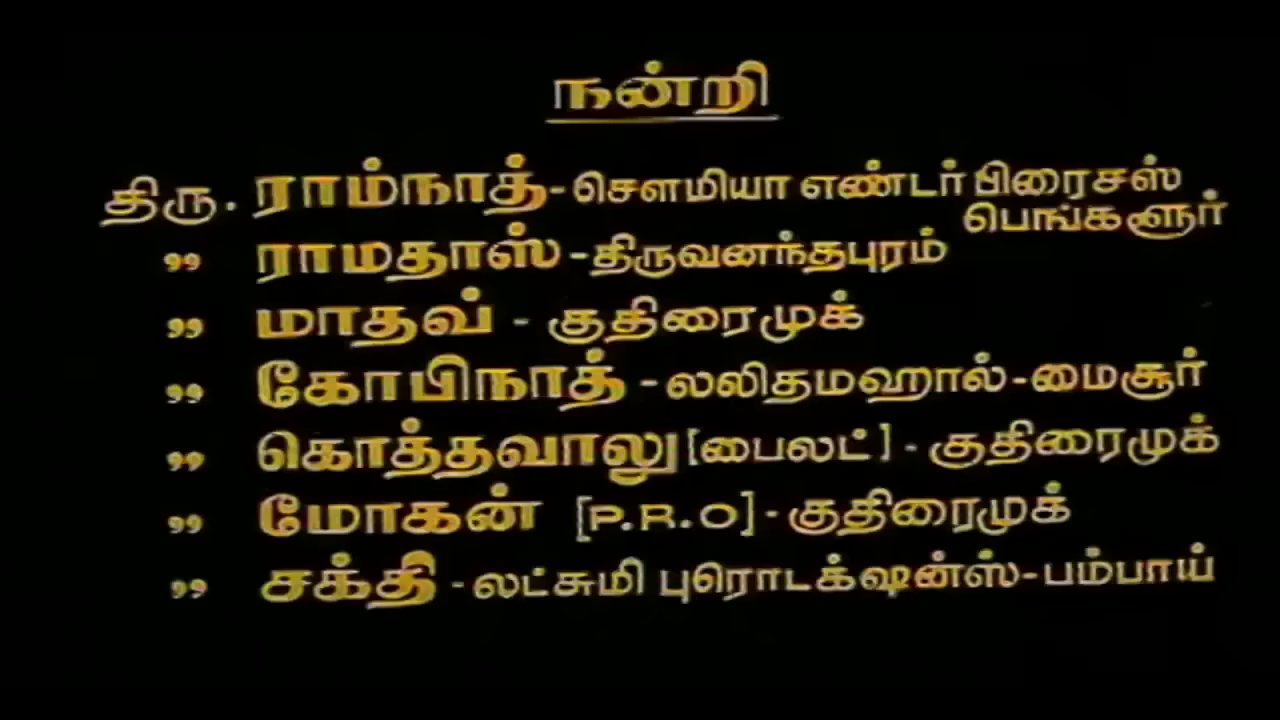 நன்றி
திரு. ராம்நாத் - சௌமியா எண்டர் பிரைசஸ்
பெங்களூர்
,, ராமதாஸ் - திருவனந்தபுரம்
,, மாதவ் - குதிரைமுக்
,, கோபிநாத் - லலிதமஹால் - மைசூர்
,, கொத்தவாலு [பைலட்] - குதிரைமுக்
,, மோகன் [P.R.O] - குதிரைமுக்
,, சக்தி - லட்சுமி புரொடக்ஷன்ஸ் - பம்பாய்